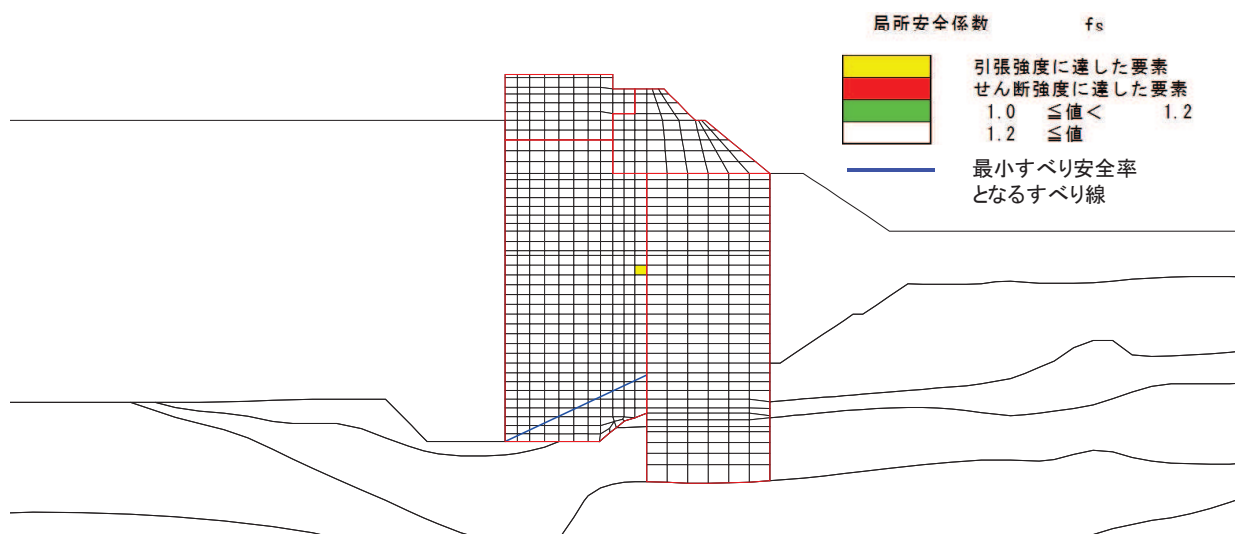 局所安全係数 fs
引張強度に達した要素
せん断強度に達した要素
1.0 ≦値< 1.2
1.2 ≦値
最小すべり安全率
となるすべり線